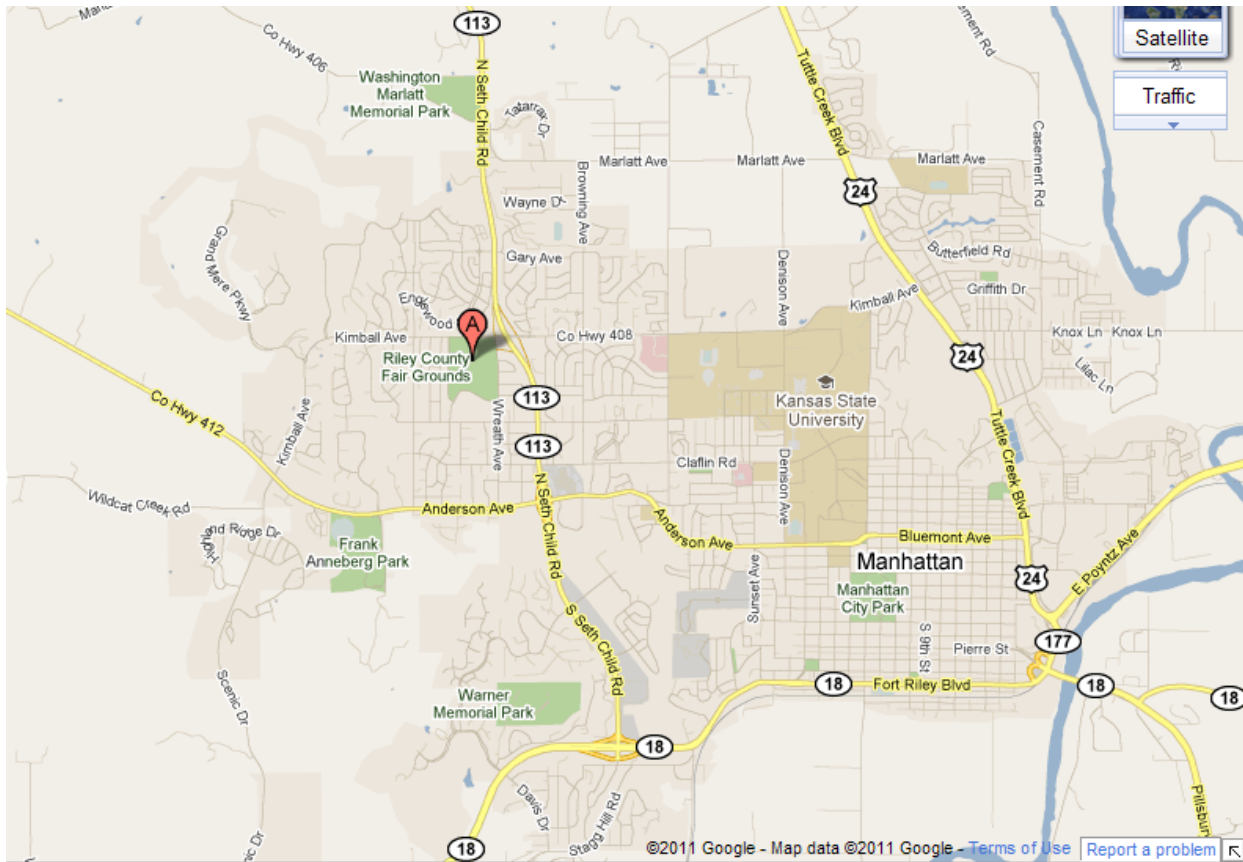 Satellite
Traffic
113
N Seth Child Rd
Co Hwy 406
Washington
Marlatt
Memorial Park
Tatarrax Dr
Tuttle Creek Blvd
Casement Rd
Casement Rd
Marlatt Ave
Marlatt Ave
Marlatt Ave
Browning Ave
Wayne Dr
24
Grand Mere Pkwy
Gary Ave
Denison Ave
Butterfield Rd
Griffith Dr
Kimball Ave
Englewood
A
Kimball Ave
Co Hwy 408
Knox Ln
Knox Ln
Riley County
Fair Grounds
24
Lilac Ln
Co Hwy 412
113
Kansas State
University
Kimball Ave
Wreath Ave
113
Tuttle Creek Blvd
Claflin Rd
Denison Ave
N Seth Child Rd
Wildcat Creek Rd
Anderson Ave
Anderson Ave
Bluemont Ave
Highland Ridge Dr
Frank
Anneberg Park
Manhattan
24
E Poyntz Ave
Sunset Ave
Manhattan
City Park
S Seth Child Rd
S 9th St
Pierre St
177
Scenic Dr
Warner
Memorial Park
18
Fort Riley Blvd
18
18
18
Davis Dr
Stagg Hill Rd
Scenic Dr
18
©2011 Google - Map data ©2011 Google - Terms of Use
Report a problem